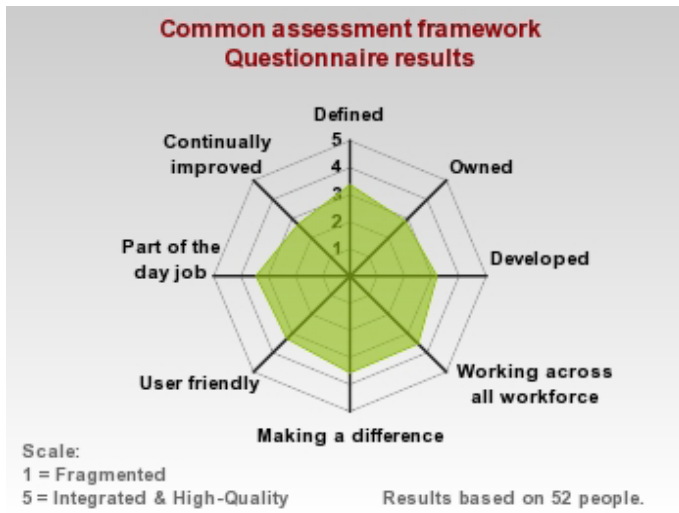 Common assessment framework
Questionnaire results
Defined
5
4
3
2
1
Continually
improved
Owned
Part of the
day job
Developed
User friendly
Working across
all workforce
Making a difference
Scale:
1 = Fragmented
5 = Integrated & High-Quality
Results based on 52 people.